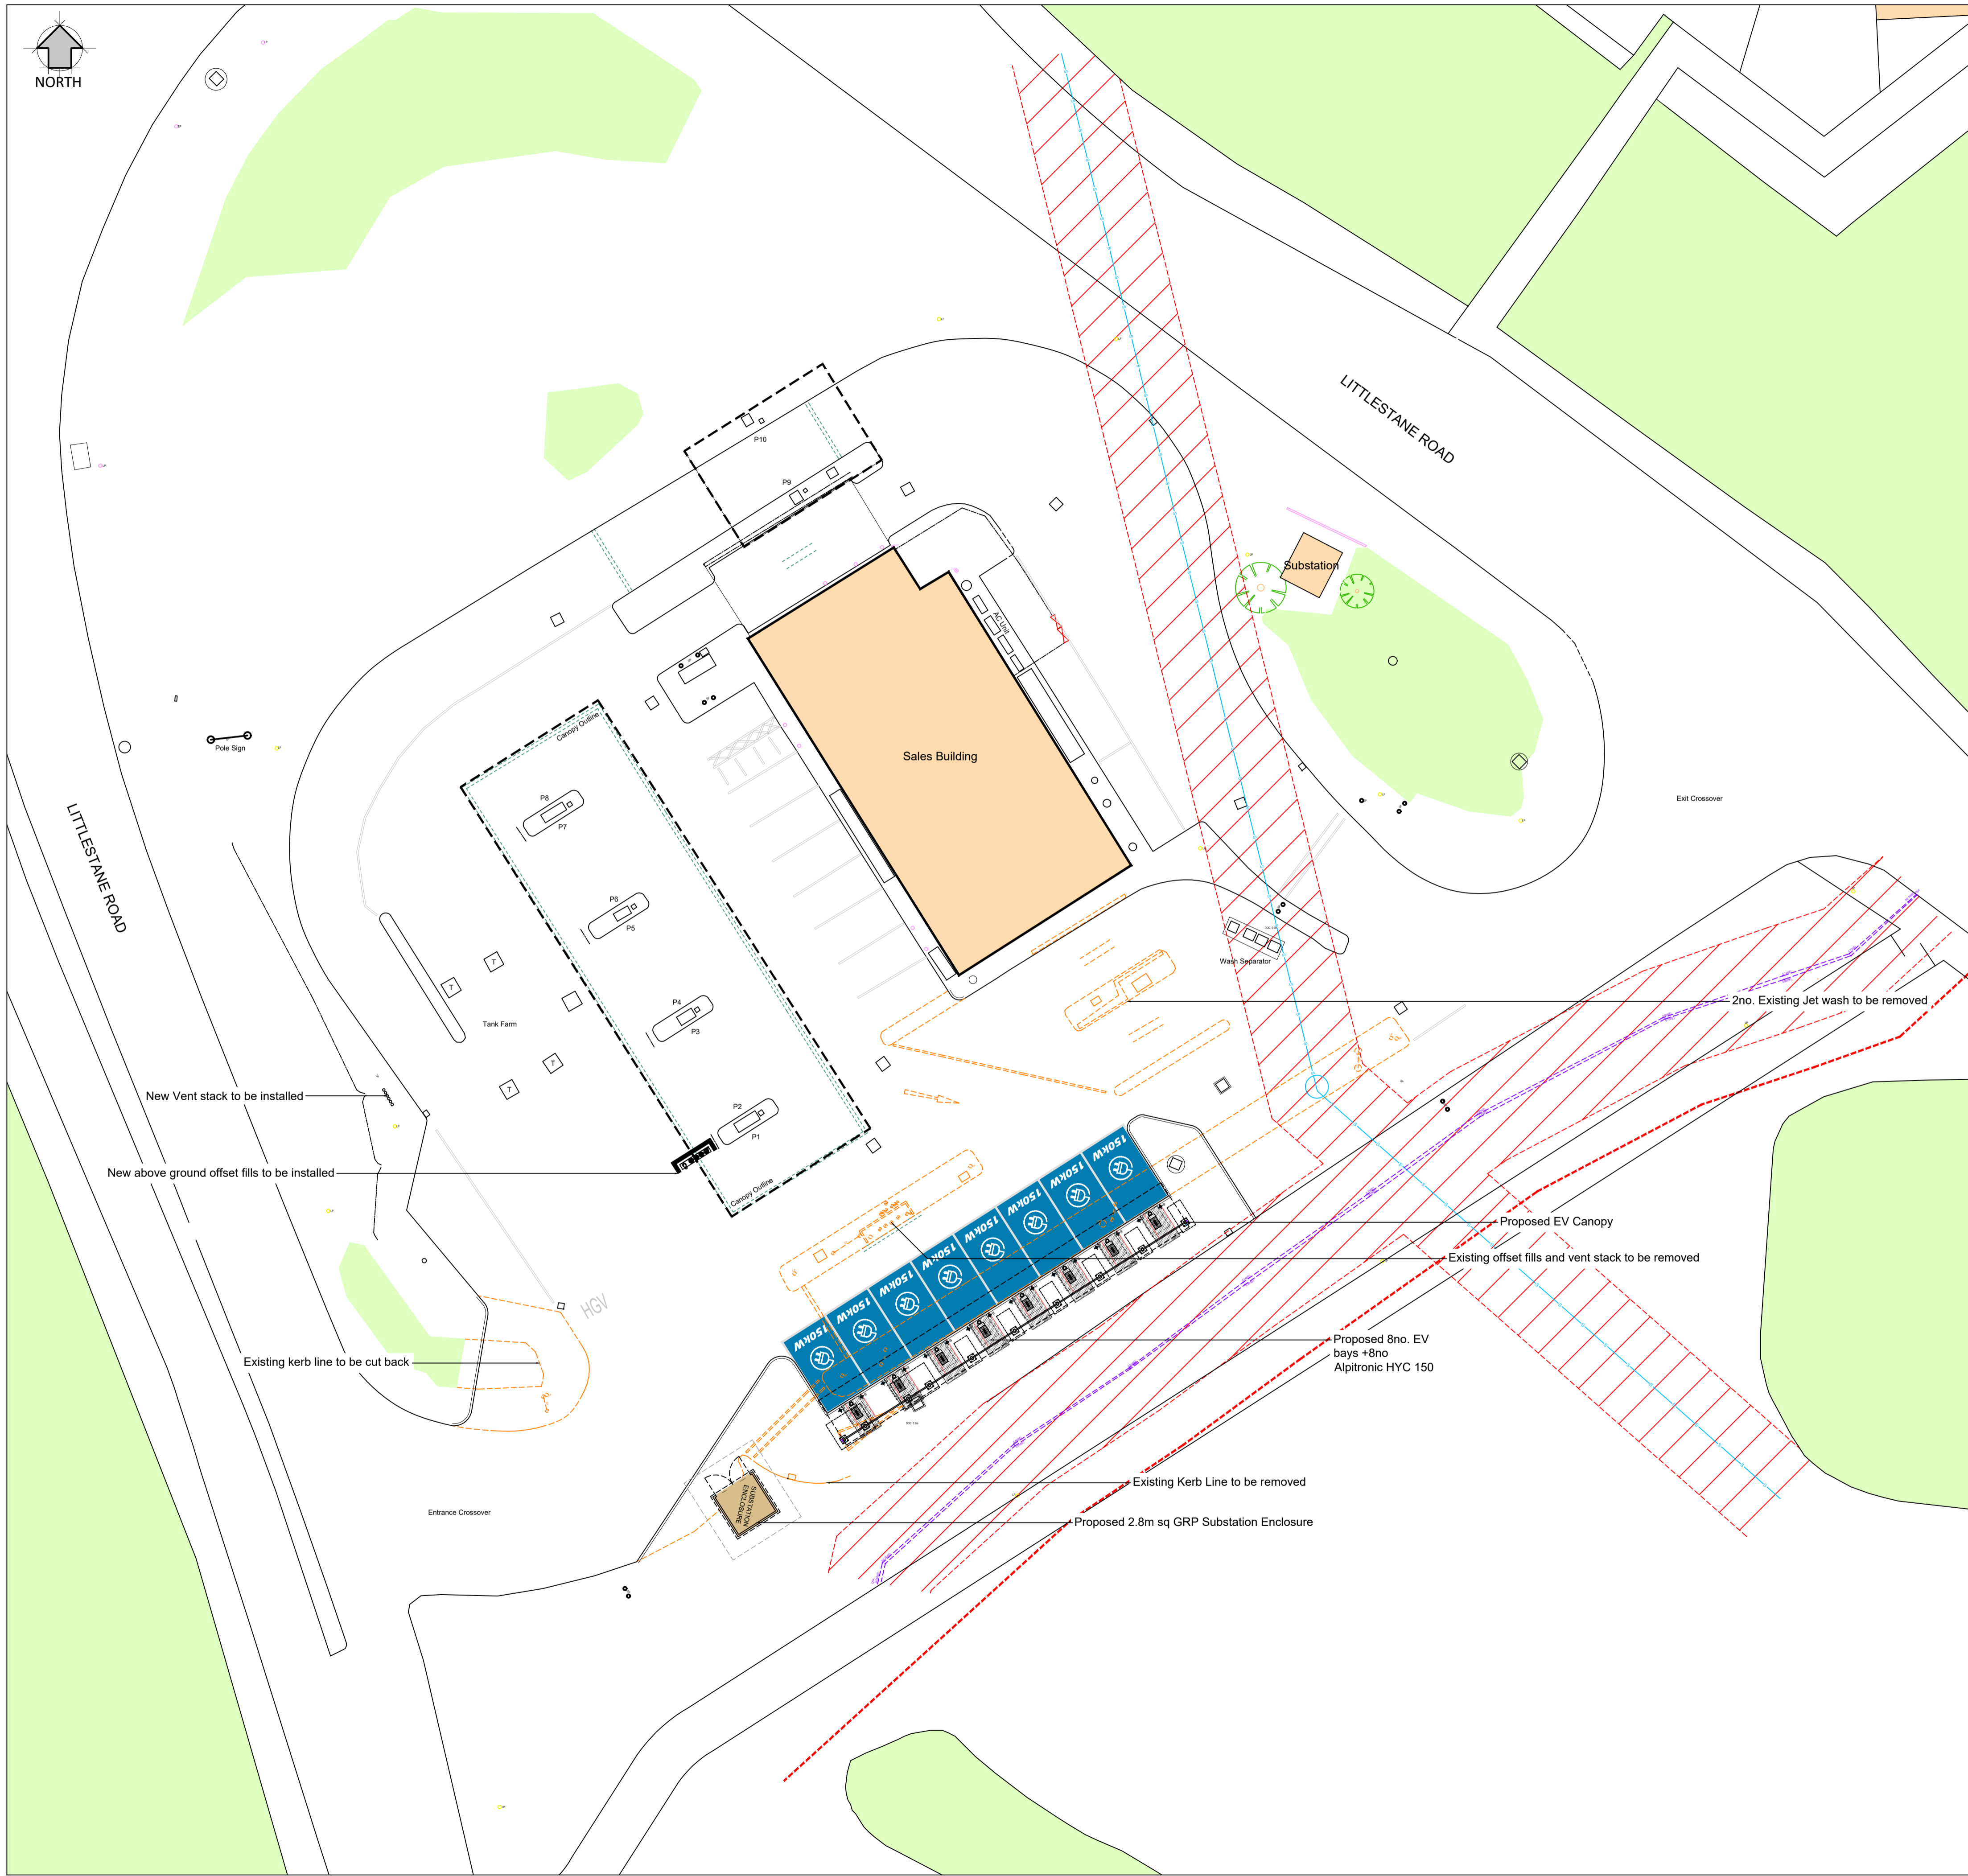 NORTH
LITTLESTANE ROAD
P10
P9
Substation
AC Unit
Canopy Outline
Pole Sign
Sales Building
P8
P7
Exit Crossover
LITTLESTANE ROAD
P6
P5
Wash Separator
T
T
P4
P3
2no. Existing Jet wash to be removed
Tank Farm
T
T
New Vent stack to be installed
P2
P1
New above ground offset fills to be installed
Canopy Outline
150kW
150kW
150kW
150kW
150kW
150kW
150kW
150kW
Proposed EV Canopy
Existing offset fills and vent stack to be removed
HGV
Proposed 8no. EV
bays +8no
Alpitronic HYC 150
Existing kerb line to be cut back
Existing Kerb Line to be removed
SUBSTATION
ENCLOSURE
Entrance Crossover
Proposed 2.8m sq GRP Substation Enclosure